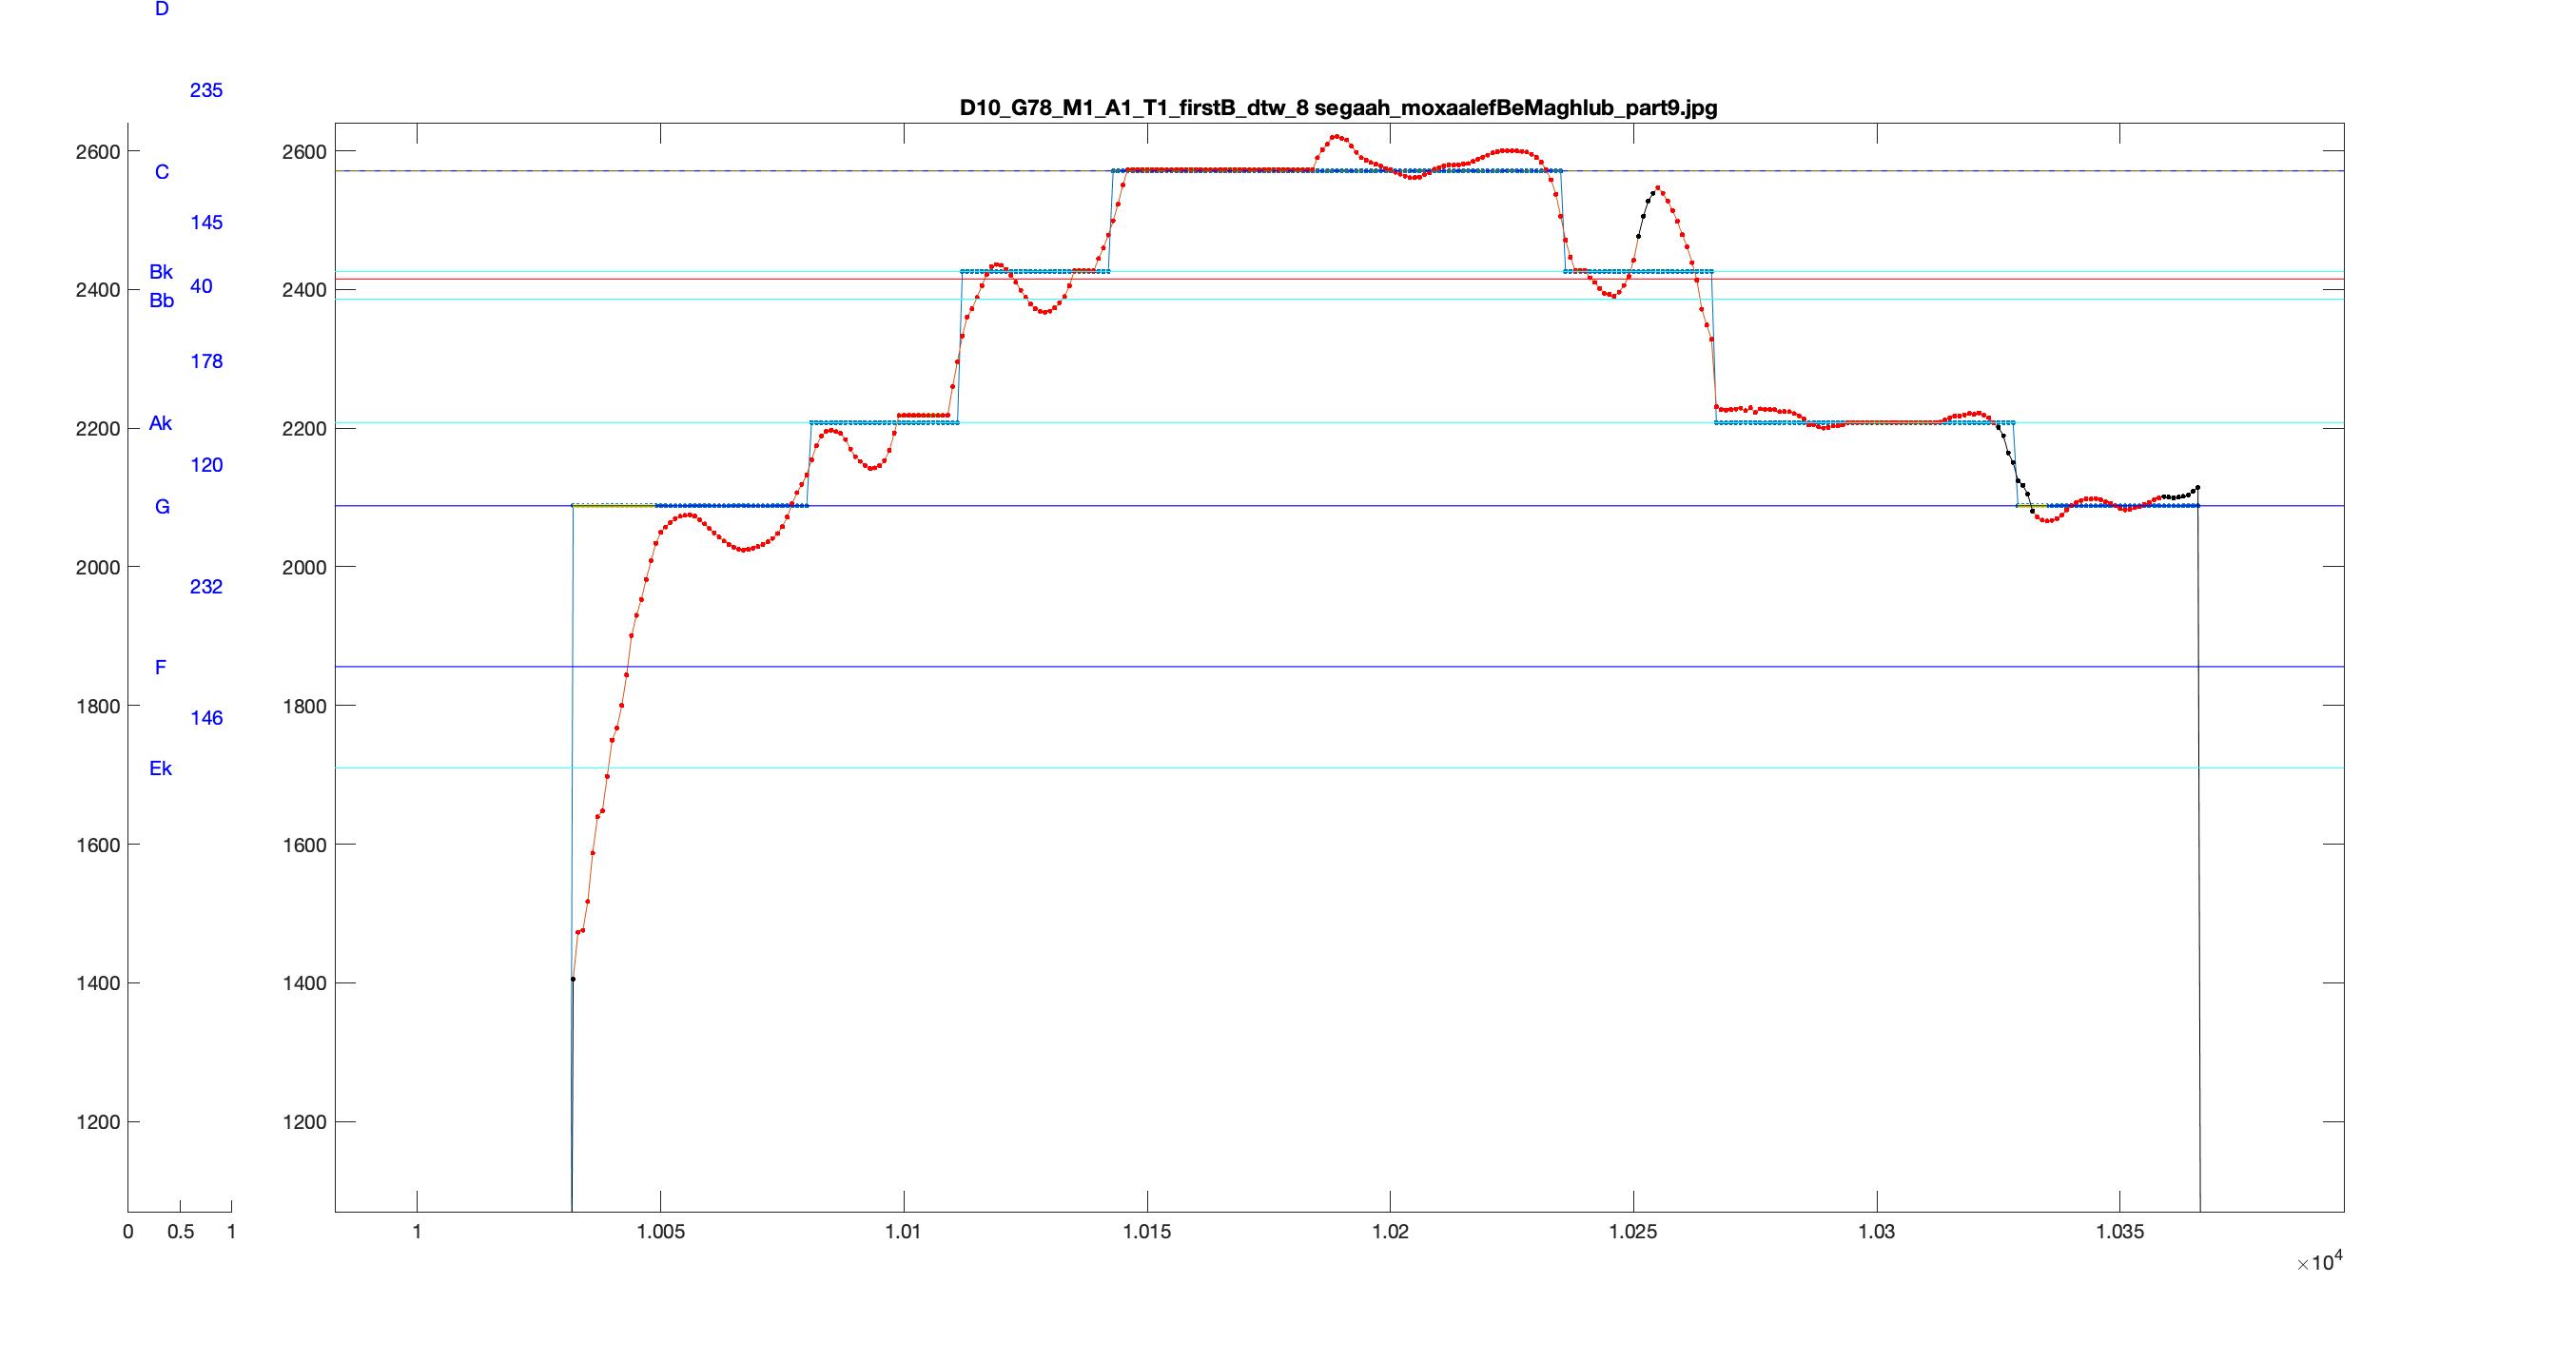 D
235
D10_G78_M1_A1_T1_firstB_dtw_8 segaah_moxaalefBeMaghlub_part9.jpg
2600
2600
C
145
Bk
40
2400
2400
Bb
178
Ak
2200
2200
120
G
2000
2000
232
F
1800
1800
146
Ek
1600
1600
1400
1400
1200
1200
0 0.5 1
1 1.005 1.01 1.015 1.02 1.025 1.03 1.035
×10^4